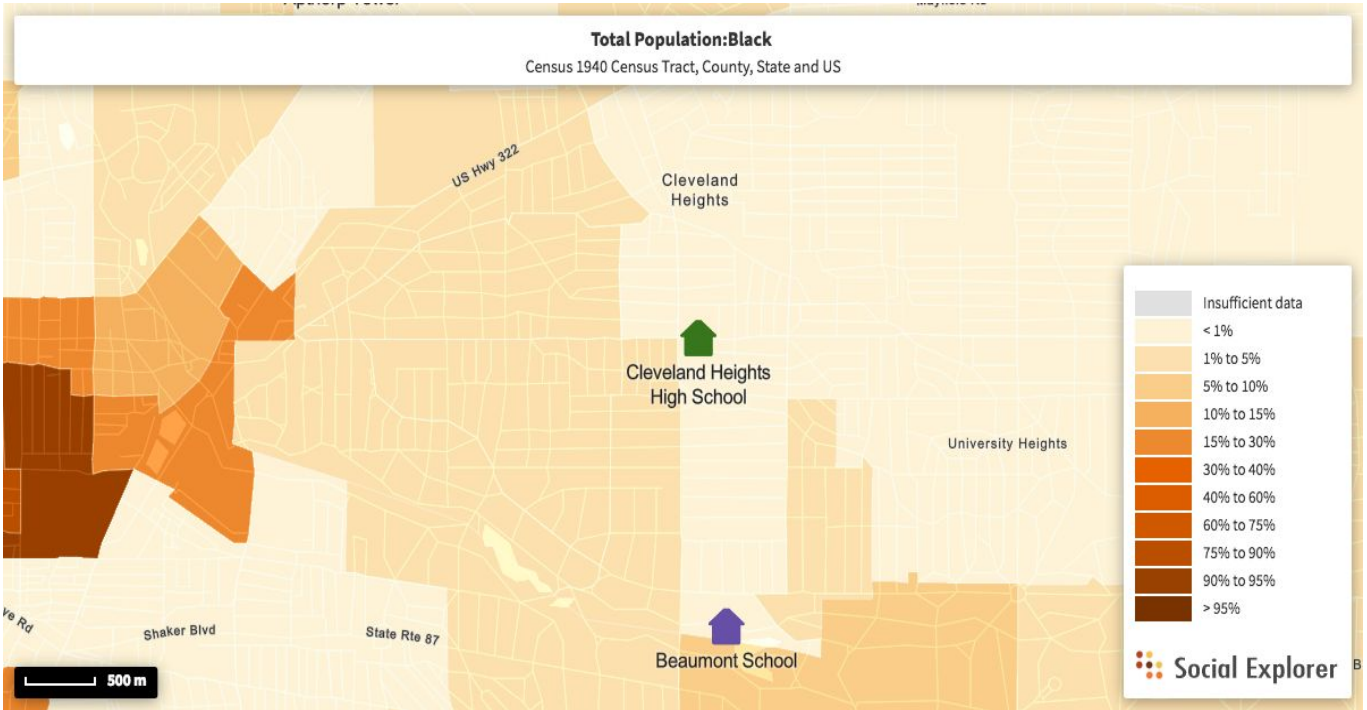 Total Population:Black
Census 1940 Census Tract, County, State and US
US Hwy 322
Cleveland
Heights
Cleveland Heights
High School
University Heights
Shaker Blvd
State Rte 87
Beaumont School
500 m
Insufficient data
< 1%
1% to 5%
5% to 10%
10% to 15%
15% to 30%
30% to 40%
40% to 60%
60% to 75%
75% to 90%
90% to 95%
> 95%
Social Explorer
B